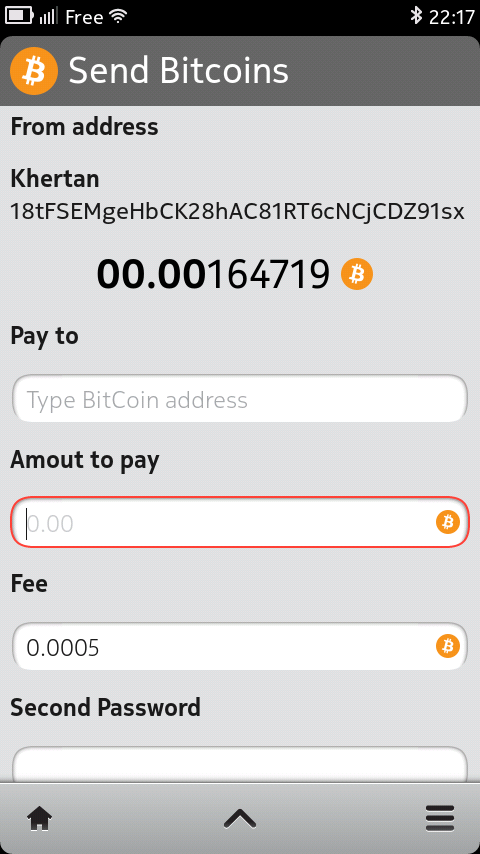 Free 22:17
Send Bitcoins
From address
Khertan
18tFSEMgeHbCK28hAC81RT6cNCjCDZ91sx
00.00164719
Pay to
Type BitCoin address
Amout to pay
0.00
Fee
0.0005
Second Password